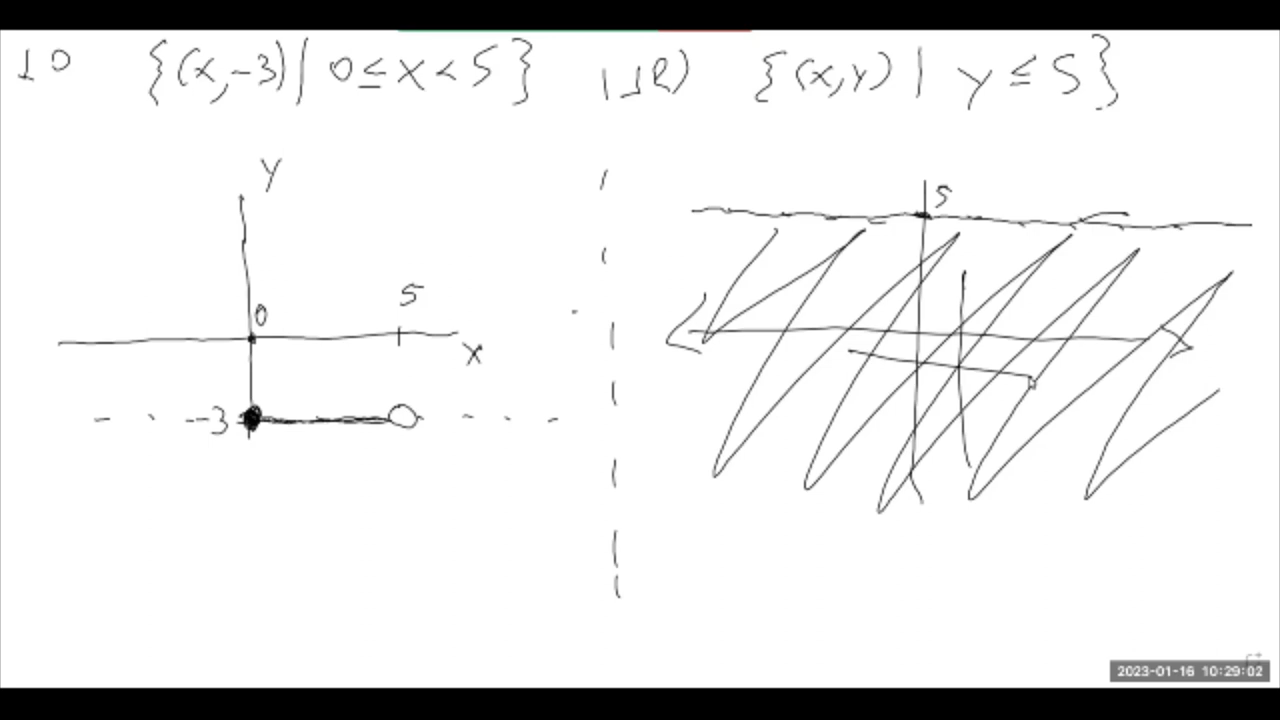 10 {(x,-3) | 0 ≤ x < 5}
{(x,y) | y ≤ 5}
y
5
0
5
x
-3
2023-01-16 10:29:02